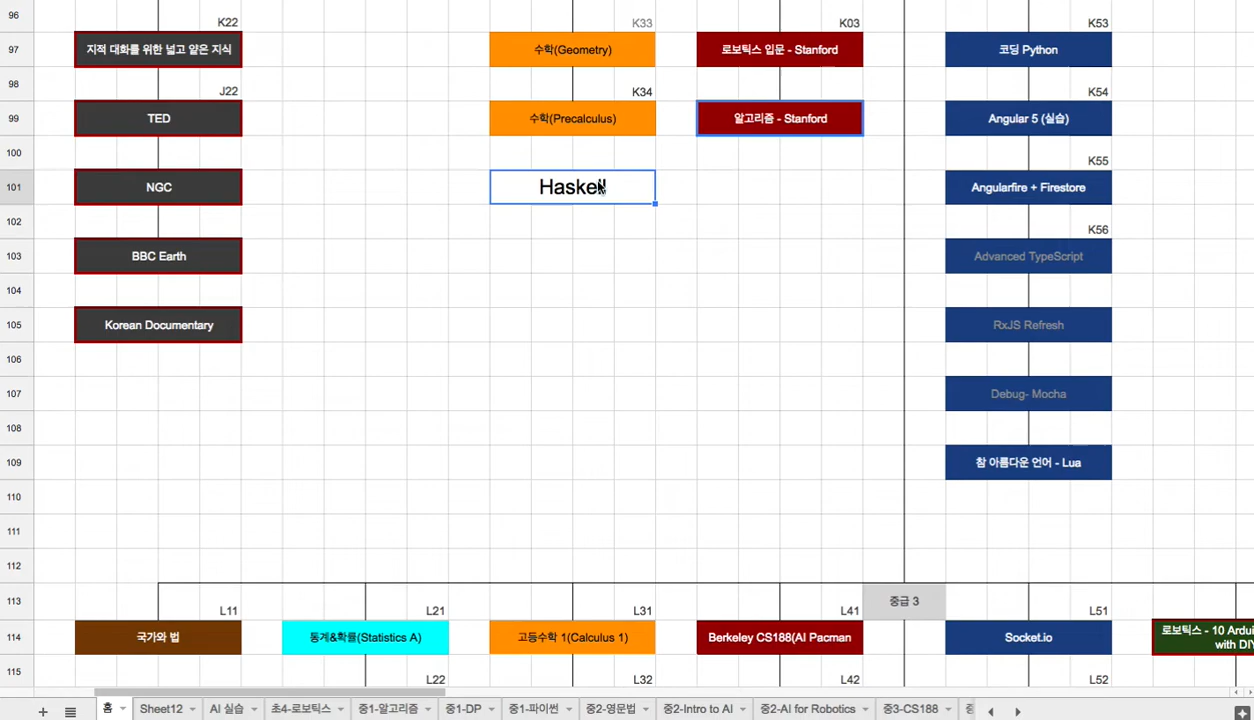 96
K22
K33
K03
K53
97
지적 대화를 위한 넓고 얕은 지식
수학(Geometry)
로보틱스 입문 - Stanford
코딩 Python
98
J22
K34
K54
99
TED
수학(Precalculus)
알고리즘 - Stanford
Angular 5 (실습)
100
K55
101
NGC
Haskell
Angularfire + Firestore
102
K56
103
BBC Earth
Advanced TypeScript
104
105
Korean Documentary
RxJS Refresh
106
107
Debug- Mocha
108
109
참 아름다운 언어 - Lua
110
111
112
113
L11
L21
L31
L41
중급 3
L51
114
국가와 법
통계&확률(Statistics A)
고등수학 1(Calculus 1)
Berkeley CS188(AI Pacman
Socket.io
로보틱스 - 10 Ardui
with DIY
115
L22
L32
L42
L52
홈
Sheet12
AI 실습
초4-로보틱스
중1-알고리즘
중1-DP
중1-파이썬
중2-영문법
중2-Intro to AI
중2-AI for Robotics
중3-CS188